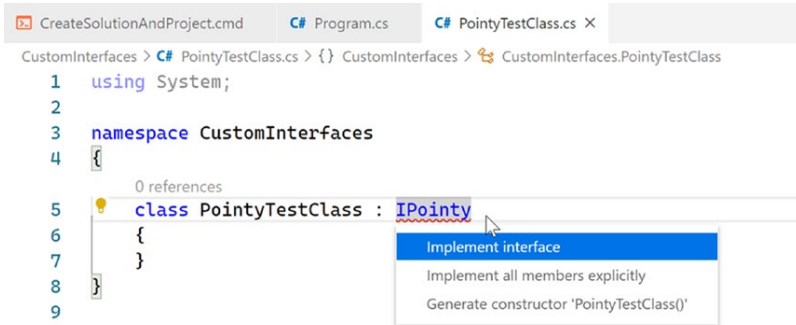 CreateSolutionAndProject.cmd C# Program.cs C# PointyTestClass.cs ×
CustomInterfaces > C# PointyTestClass.cs > {} CustomInterfaces > CustomInterfaces.PointyTestClass
1 using System;
2
3 namespace CustomInterfaces
4 {
0 references
5 class PointyTestClass : IPointy
6 {
Implement interface
7 }
Implement all members explicitly
8 }
Generate constructor 'PointyTestClass()'
9